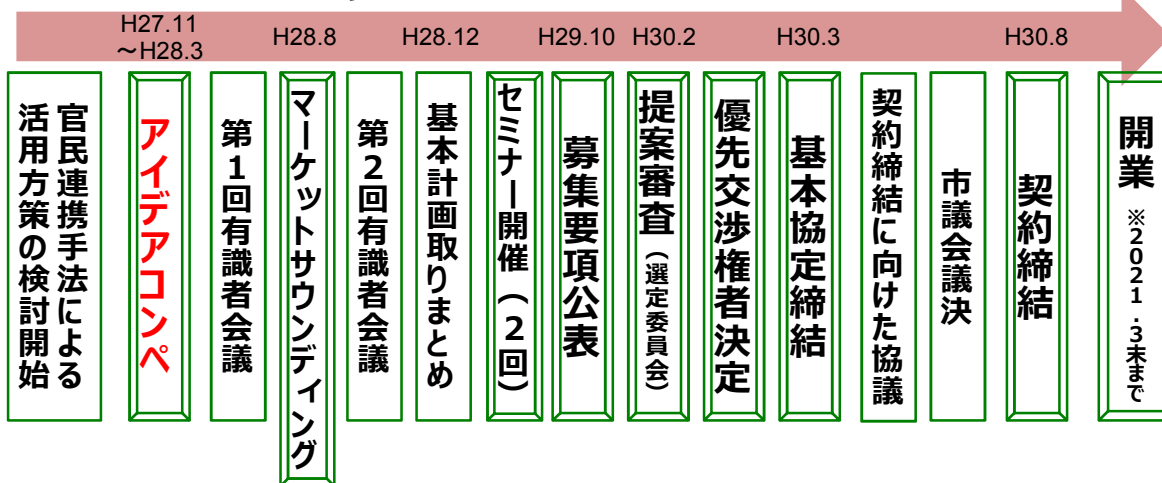 H27.11
～H28.3
H28.8
H28.12
H29.10
H30.2
H30.3
H30.8
官民連携手法による
活用方策の検討開始
アイデアコンペ
第１回有識者会議
マーケットサウンディング
第２回有識者会議
基本計画取りまとめ
セミナー開催（２回）
募集要項公表
提案審査（選定委員会）
優先交渉権者決定
基本協定締結
契約締結に向けた協議
市議会議決
契約締結
開業 ※２０２１．３末まで